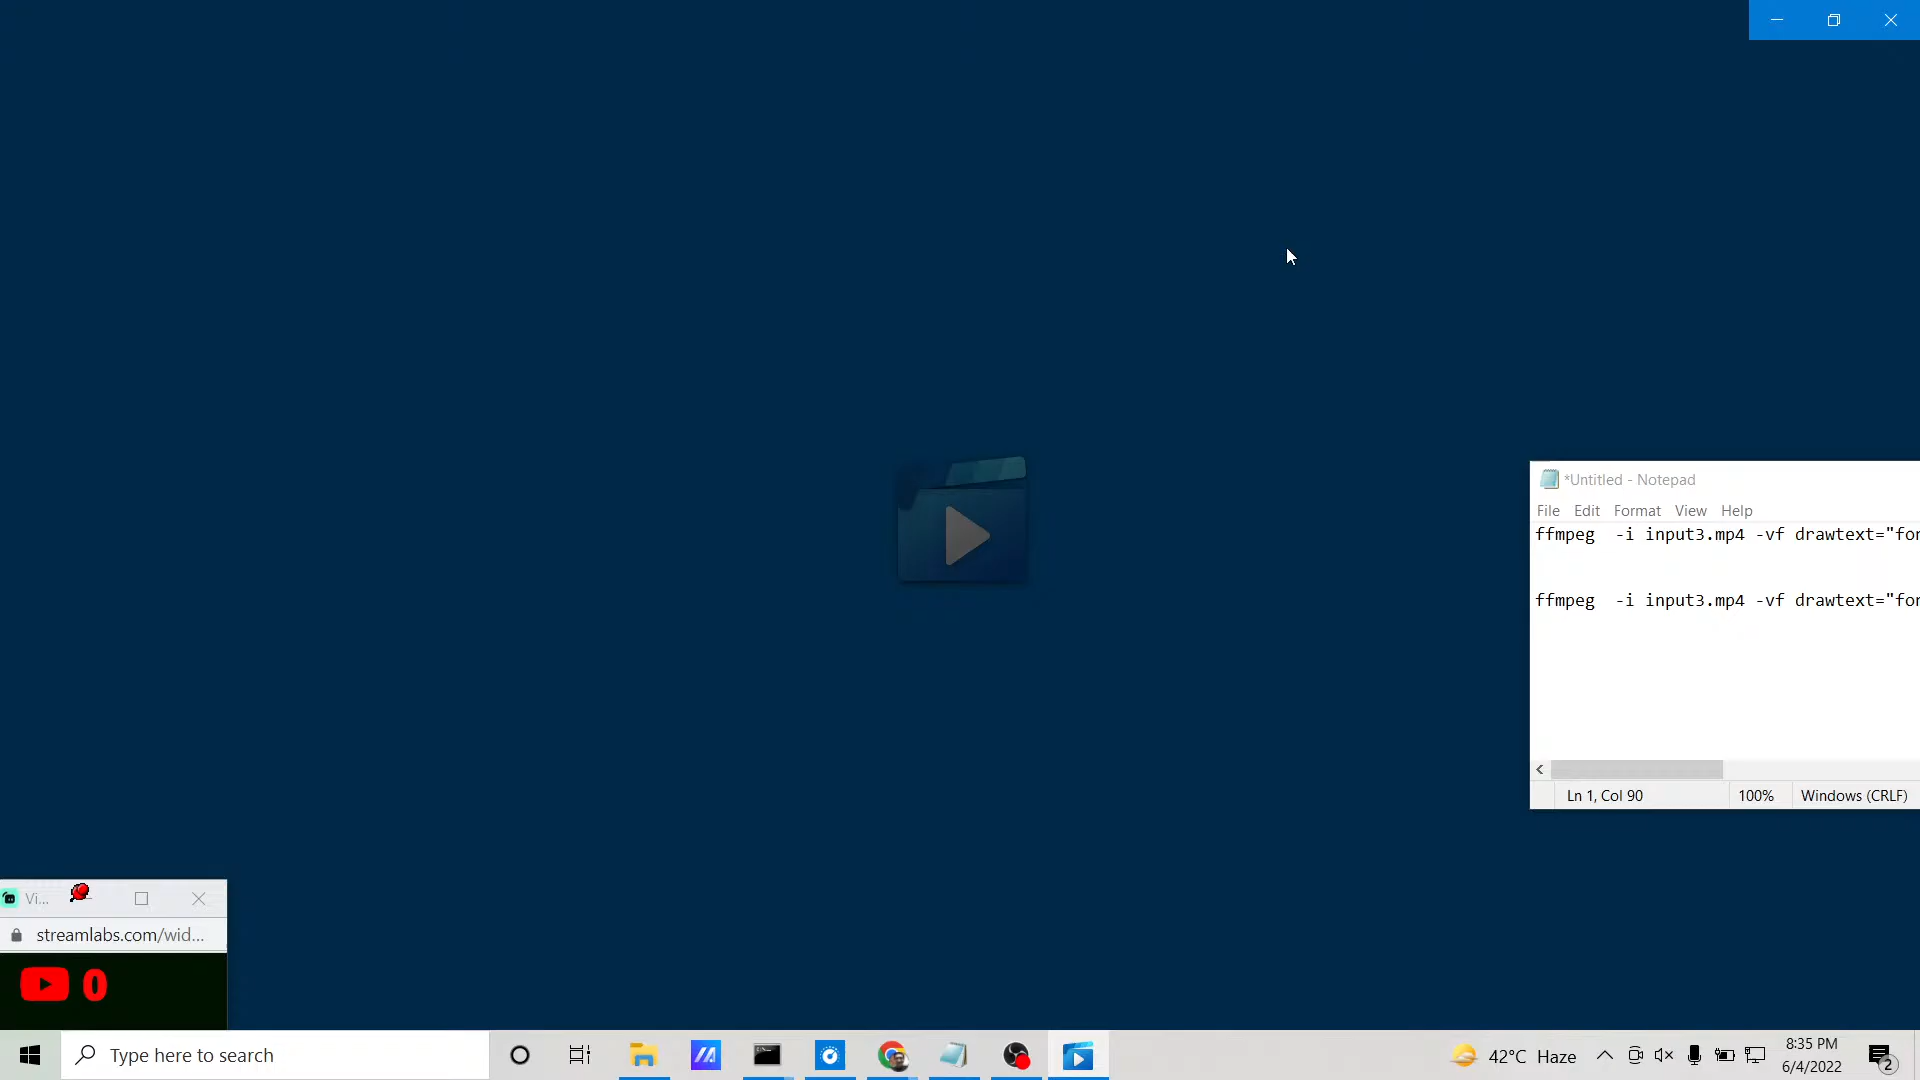 *Untitled - Notepad
File Edit Format View Help
ffmpeg  -i input3.mp4 -vf drawtext="for
ffmpeg  -i input3.mp4 -vf drawtext="for
Ln 1, Col 90 100% Windows (CRLF)
Vi...
streamlabs.com/wid...
0
Type here to search
42°C Haze
8:35 PM
6/4/2022
2